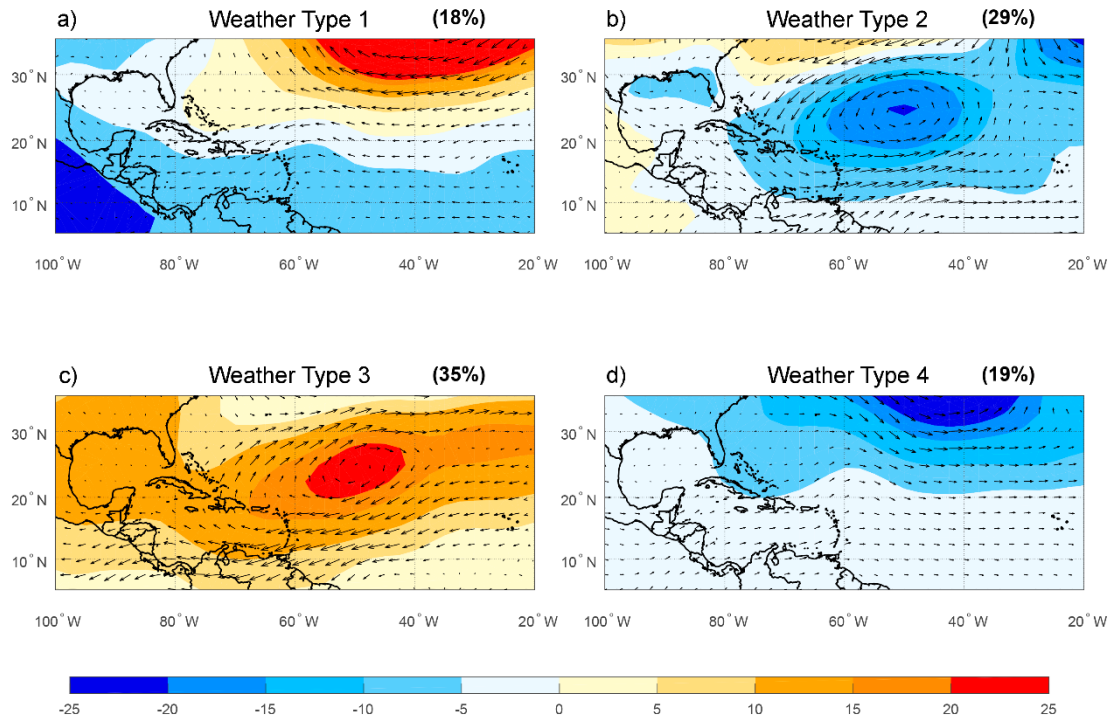 a) Weather Type 1 (18%)
b) Weather Type 2 (29%)
30°N
20°N
10°N
100°W 80°W 60°W 40°W 20°W
30°N
20°N
10°N
100°W 80°W 60°W 40°W 20°W
c) Weather Type 3 (35%)
d) Weather Type 4 (19%)
30°N
20°N
10°N
100°W 80°W 60°W 40°W 20°W
30°N
20°N
10°N
100°W 80°W 60°W 40°W 20°W
-25 -20 -15 -10 -5 0 5 10 15 20 25